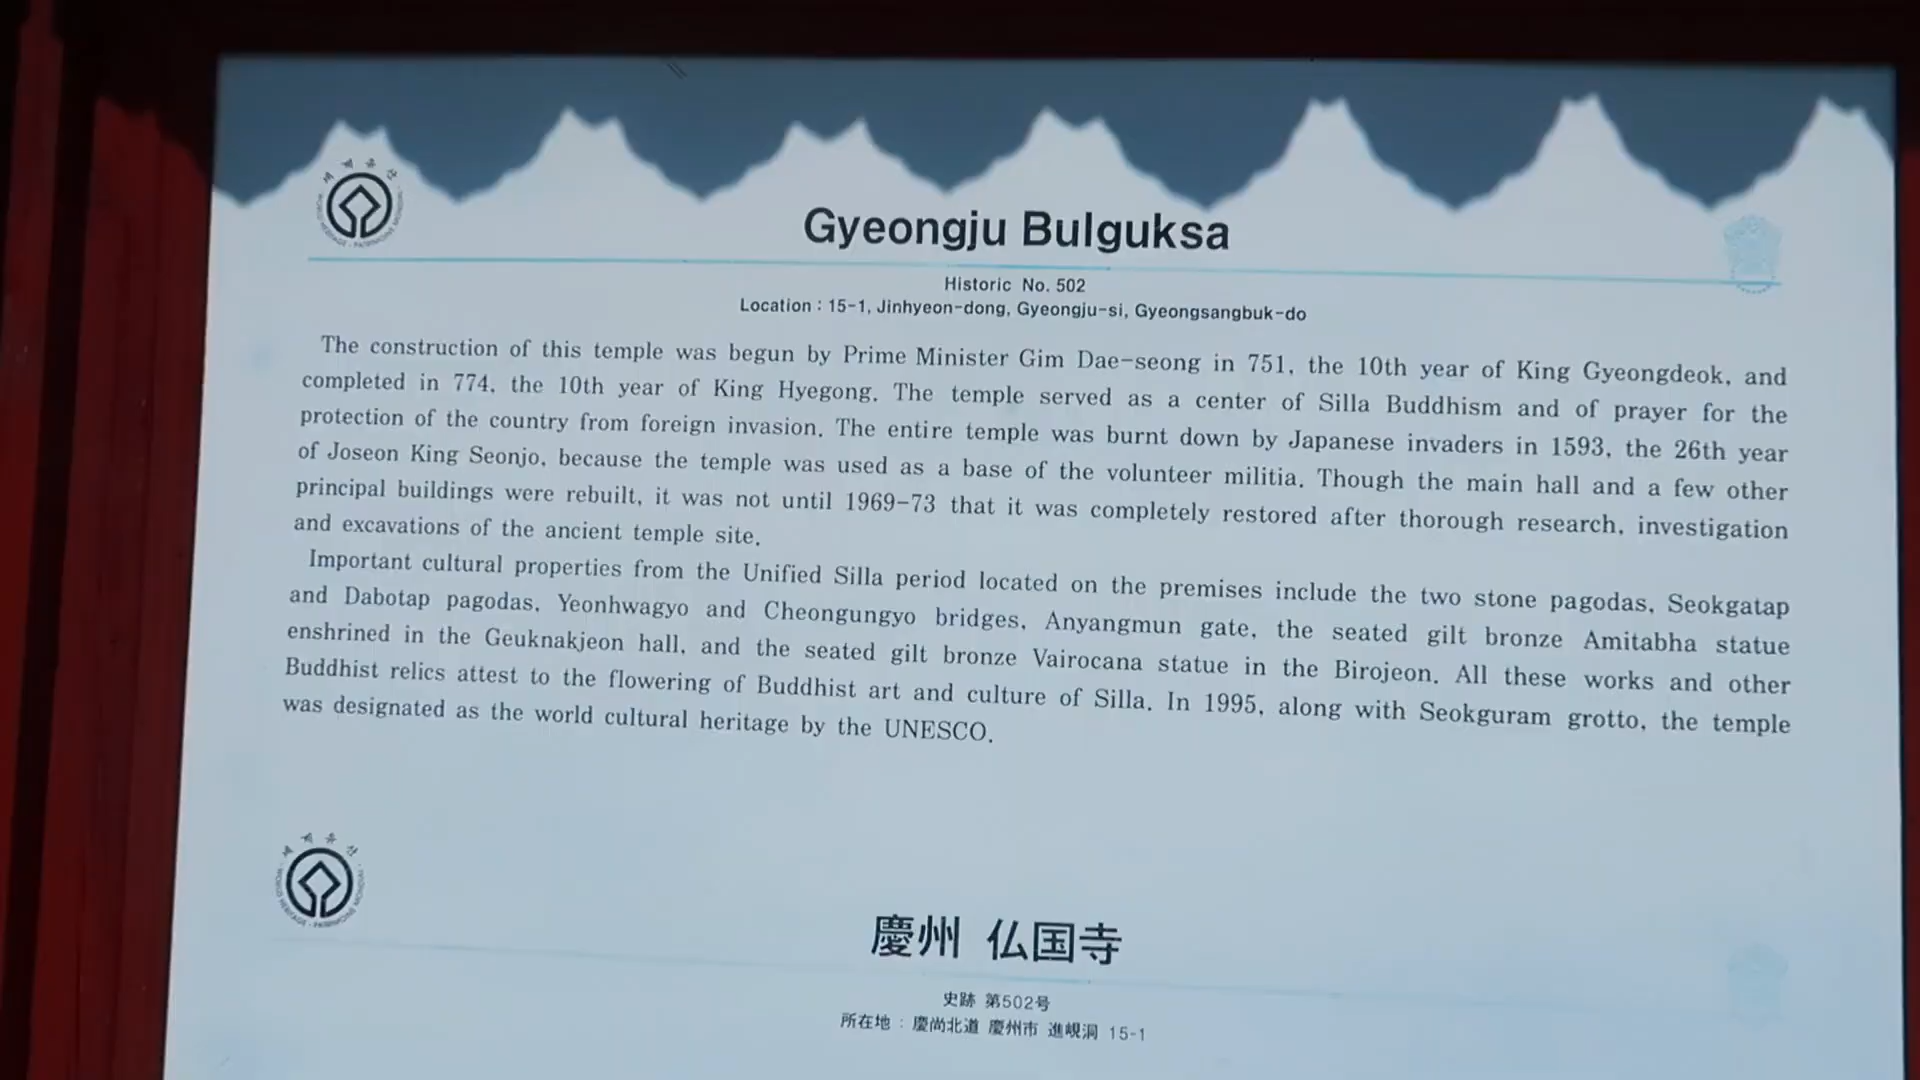 세계유산
WORLD HERITAGE · PATRIMOINE MONDIAL
Gyeongju Bulguksa
Historic No. 502
Location : 15-1, Jinhyeon-dong, Gyeongju-si, Gyeongsangbuk-do
The construction of this temple was begun by Prime Minister Gim Dae-seong in 751, the 10th year of King Gyeongdeok, and
completed in 774, the 10th year of King Hyegong. The temple served as a center of Silla Buddhism and of prayer for the
protection of the country from foreign invasion. The entire temple was burnt down by Japanese invaders in 1593, the 26th year
of Joseon King Seonjo, because the temple was used as a base of the volunteer militia. Though the main hall and a few other
principal buildings were rebuilt, it was not until 1969-73 that it was completely restored after thorough research, investigation
and excavations of the ancient temple site.
Important cultural properties from the Unified Silla period located on the premises include the two stone pagodas, Seokgatap
and Dabotap pagodas, Yeonhwagyo and Cheongungyo bridges, Anyangmun gate, the seated gilt bronze Amitabha statue
enshrined in the Geuknakjeon hall, and the seated gilt bronze Vairocana statue in the Birojeon. All these works and other
Buddhist relics attest to the flowering of Buddhist art and culture of Silla. In 1995, along with Seokguram grotto, the temple
was designated as the world cultural heritage by the UNESCO.
WORLD HERITAGE · PATRIMOINE MONDIAL
慶州 仏国寺
史跡 第502号
所在地 : 慶尚北道 慶州市 進峴洞 15-1